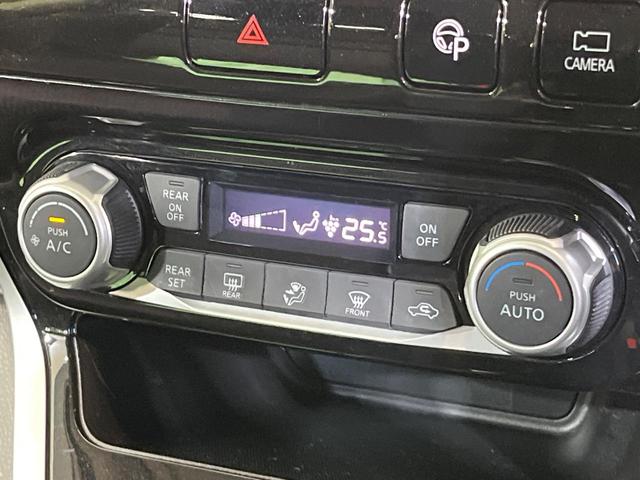 P
CAMERA
REAR
ON
OFF
25.5
°C
ON
OFF
PUSH
A/C
REAR
SET
REAR
FRONT
PUSH
AUTO